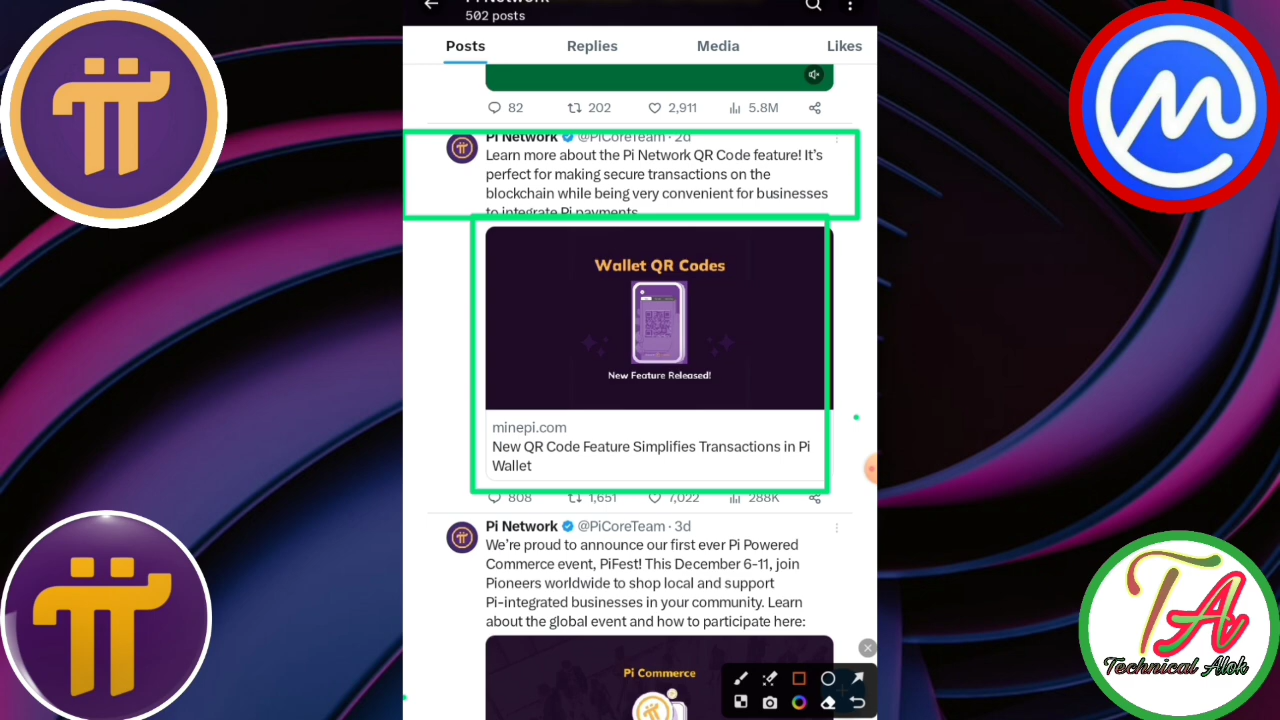 Pi Network
502 posts
Posts Replies Media Likes
82 202 2,911 5.8M
Pi Network @PiCoreTeam · 2d
Learn more about the Pi Network QR Code feature! It's
perfect for making secure transactions on the
blockchain while being very convenient for businesses
to integrate Pi payments.
Wallet QR Codes
New Feature Released!
minepi.com
New QR Code Feature Simplifies Transactions in Pi
Wallet
808 1,651 7,022 288K
Pi Network @PiCoreTeam · 3d
We're proud to announce our first ever Pi Powered
Commerce event, PiFest! This December 6-11, join
Pioneers worldwide to shop local and support
Pi-integrated businesses in your community. Learn
about the global event and how to participate here:
Pi Commerce
TA
Technical Alok